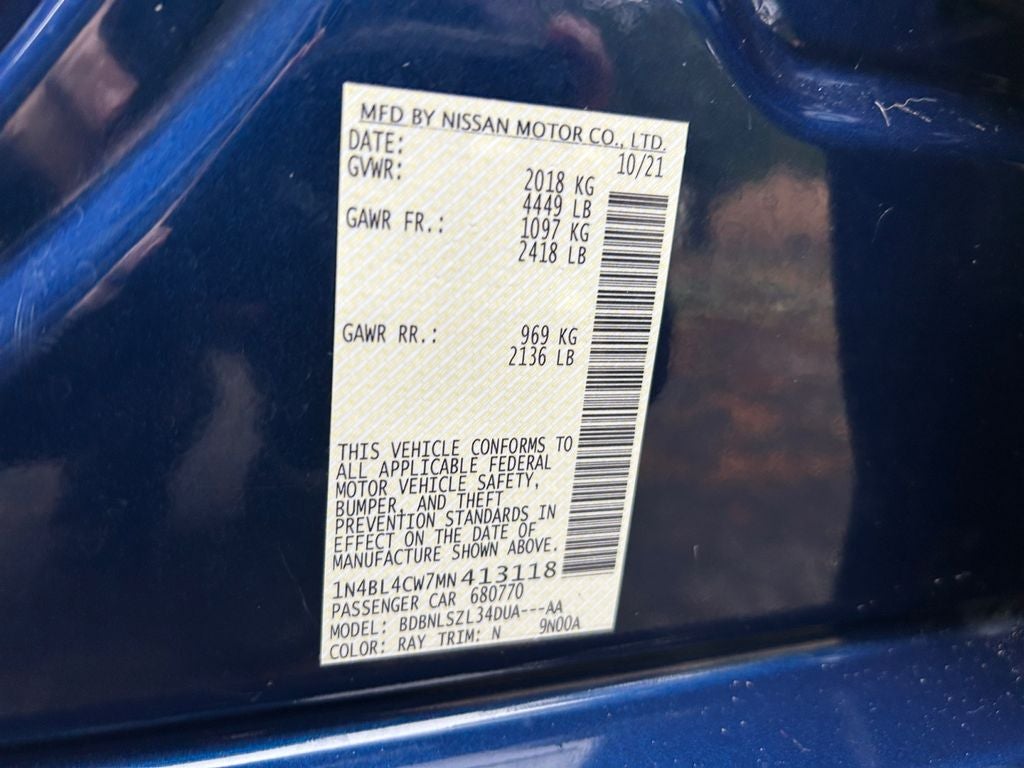 MFD BY NISSAN MOTOR CO., LTD.
DATE: 10/21
GVWR: 2018 KG
4449 LB
GAWR FR.: 1097 KG
2418 LB
GAWR RR.: 969 KG
2136 LB
THIS VEHICLE CONFORMS TO
ALL APPLICABLE FEDERAL
MOTOR VEHICLE SAFETY,
BUMPER, AND THEFT
PREVENTION STANDARDS IN
EFFECT ON THE DATE OF
MANUFACTURE SHOWN ABOVE.
1N4BL4CW7MN413118
PASSENGER CAR 680770
MODEL: BDBNLSZL34DUA---AA
COLOR: RAY TRIM: N 9N00A